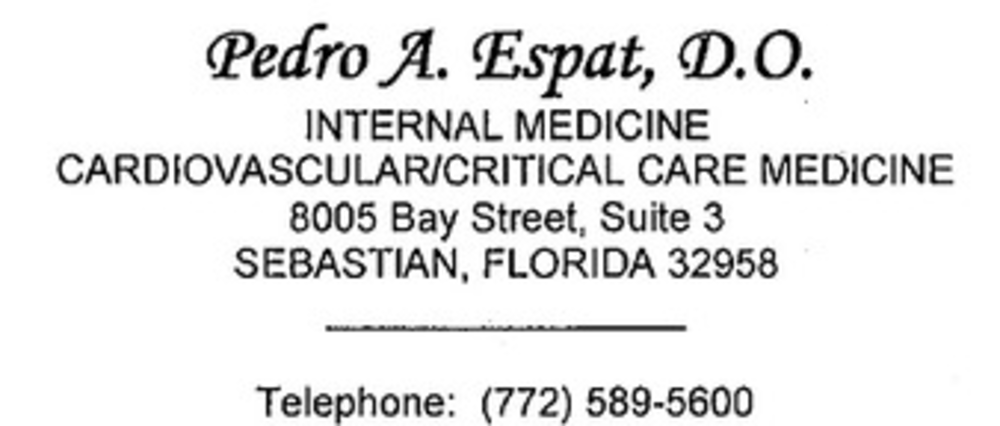 Pedro A. Espat, D.O.
INTERNAL MEDICINE
CARDIOVASCULAR/CRITICAL CARE MEDICINE
8005 Bay Street, Suite 3
SEBASTIAN, FLORIDA 32958
Telephone: (772) 589-5600